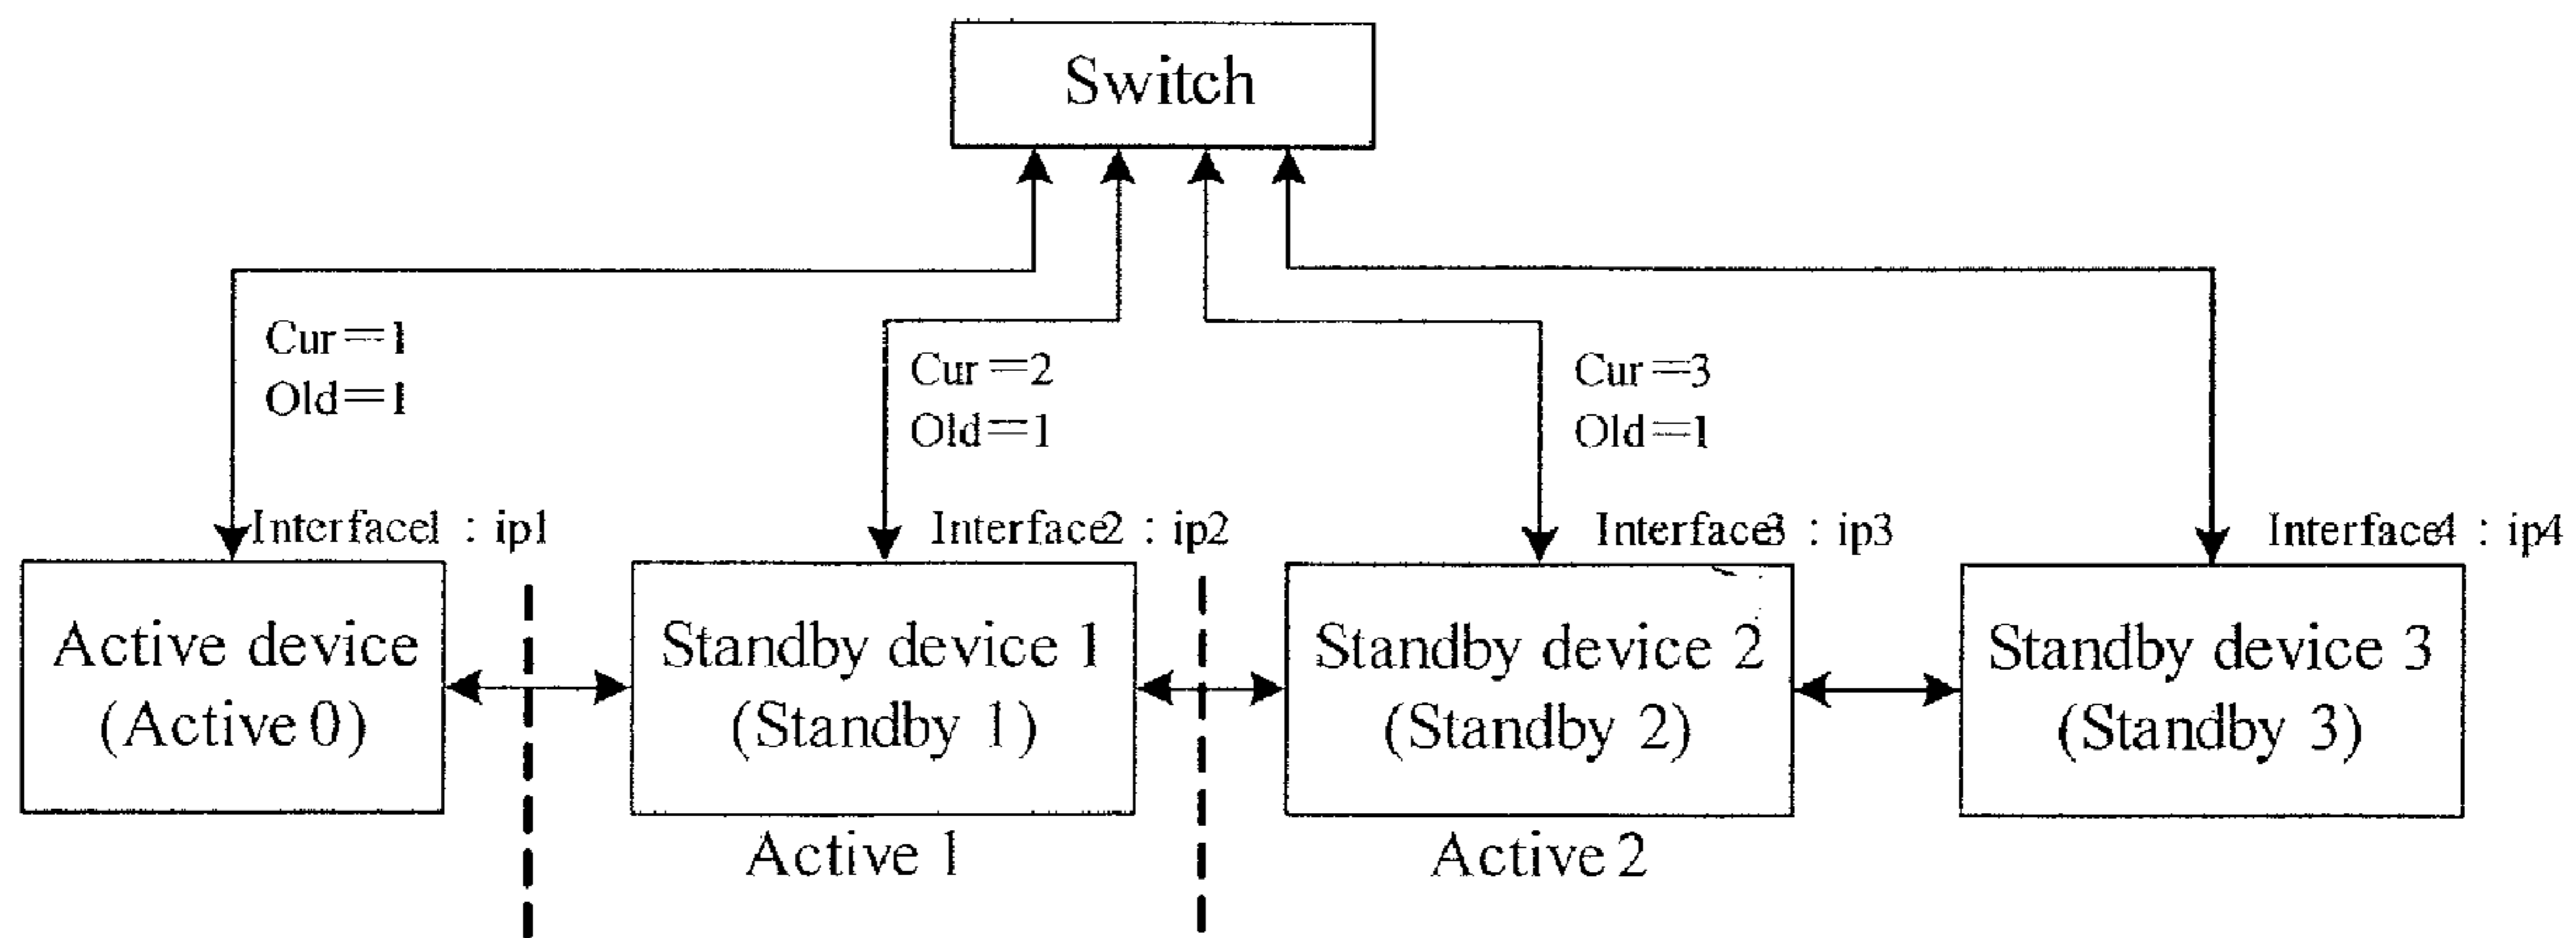 Switch
Cur=1
Old=1
Cur=2
Old=1
Cur=3
Old=1
Interface1 : ip1
Interface2 : ip2
Interface3 : ip3
Interface4 : ip4
Active device
(Active 0)
Standby device 1
(Standby 1)
Standby device 2
(Standby 2)
Standby device 3
(Standby 3)
Active 1
Active 2